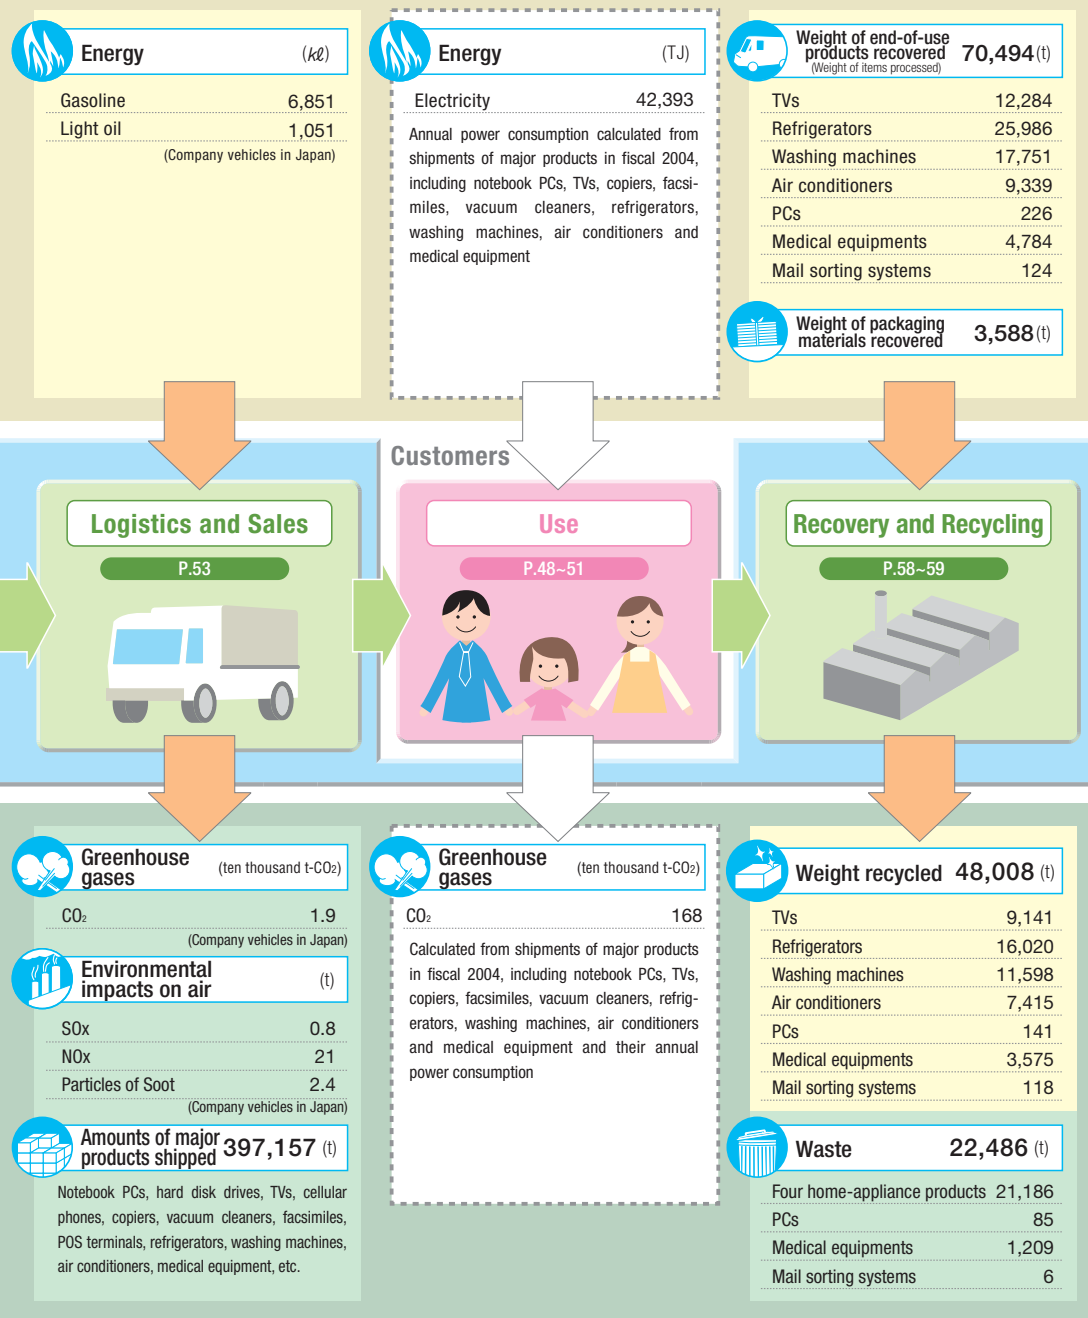 Energy (kℓ)
Gasoline 6,851
Light oil 1,051
(Company vehicles in Japan)
Energy (TJ)
Electricity 42,393
Annual power consumption calculated from
shipments of major products in fiscal 2004,
including notebook PCs, TVs, copiers, facsi-
miles, vacuum cleaners, refrigerators,
washing machines, air conditioners and
medical equipment
Weight of end-of-use
products recovered 70,494 (t)
(Weight of items processed)
TVs 12,284
Refrigerators 25,986
Washing machines 17,751
Air conditioners 9,339
PCs 226
Medical equipments 4,784
Mail sorting systems 124
Weight of packaging
materials recovered 3,588 (t)
Customers
Logistics and Sales
P.53
Use
P.48~51
Recovery and Recycling
P.58~59
Greenhouse
gases (ten thousand t-CO₂)
CO₂ 1.9
(Company vehicles in Japan)
Environmental
impacts on air (t)
SOx 0.8
NOx 21
Particles of Soot 2.4
(Company vehicles in Japan)
Amounts of major
products shipped 397,157 (t)
Notebook PCs, hard disk drives, TVs, cellular
phones, copiers, vacuum cleaners, facsimiles,
POS terminals, refrigerators, washing machines,
air conditioners, medical equipment, etc.
Greenhouse
gases (ten thousand t-CO₂)
CO₂ 168
Calculated from shipments of major products
in fiscal 2004, including notebook PCs, TVs,
copiers, facsimiles, vacuum cleaners, refrig-
erators, washing machines, air conditioners
and medical equipment and their annual
power consumption
Weight recycled 48,008 (t)
TVs 9,141
Refrigerators 16,020
Washing machines 11,598
Air conditioners 7,415
PCs 141
Medical equipments 3,575
Mail sorting systems 118
Waste 22,486 (t)
Four home-appliance products 21,186
PCs 85
Medical equipments 1,209
Mail sorting systems 6